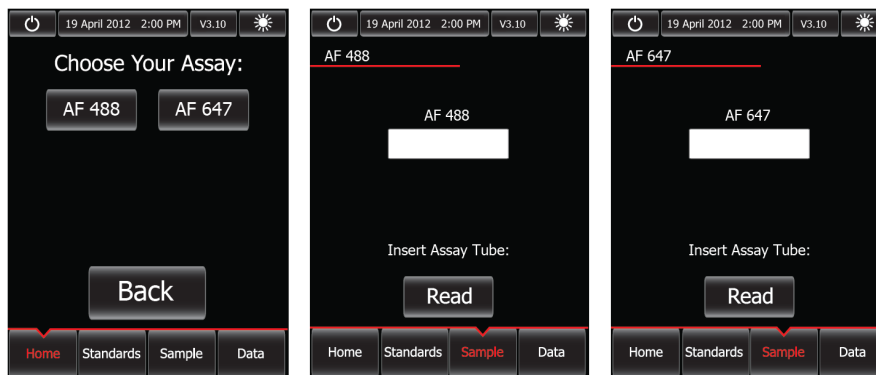 19 April 2012 2:00 PM V3.10
Choose Your Assay:
AF 488 AF 647
Back
Home Standards Sample Data
19 April 2012 2:00 PM V3.10
AF 488
AF 488
Insert Assay Tube:
Read
Home Standards Sample Data
19 April 2012 2:00 PM V3.10
AF 647
AF 647
Insert Assay Tube:
Read
Home Standards Sample Data